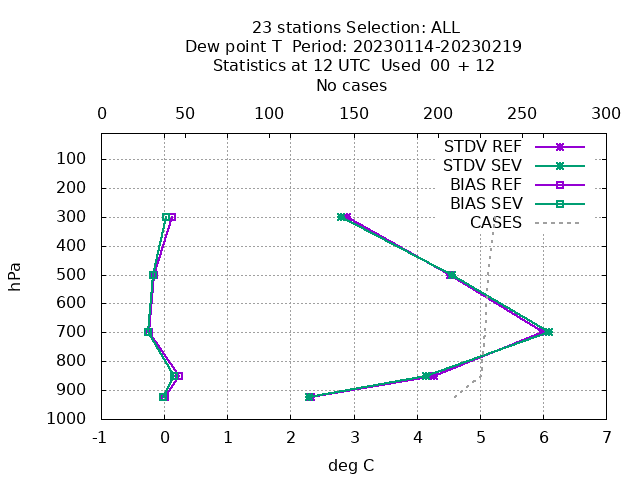 23 stations Selection: ALL
Dew point T  Period: 20230114-20230219
Statistics at 12 UTC  Used  00 + 12
No cases
0 50 100 150 200 250 300
STDV REF
STDV SEV
BIAS REF
BIAS SEV
CASES
100
200
300
400
500
600
700
800
900
1000
hPa
-1 0 1 2 3 4 5 6 7
deg C